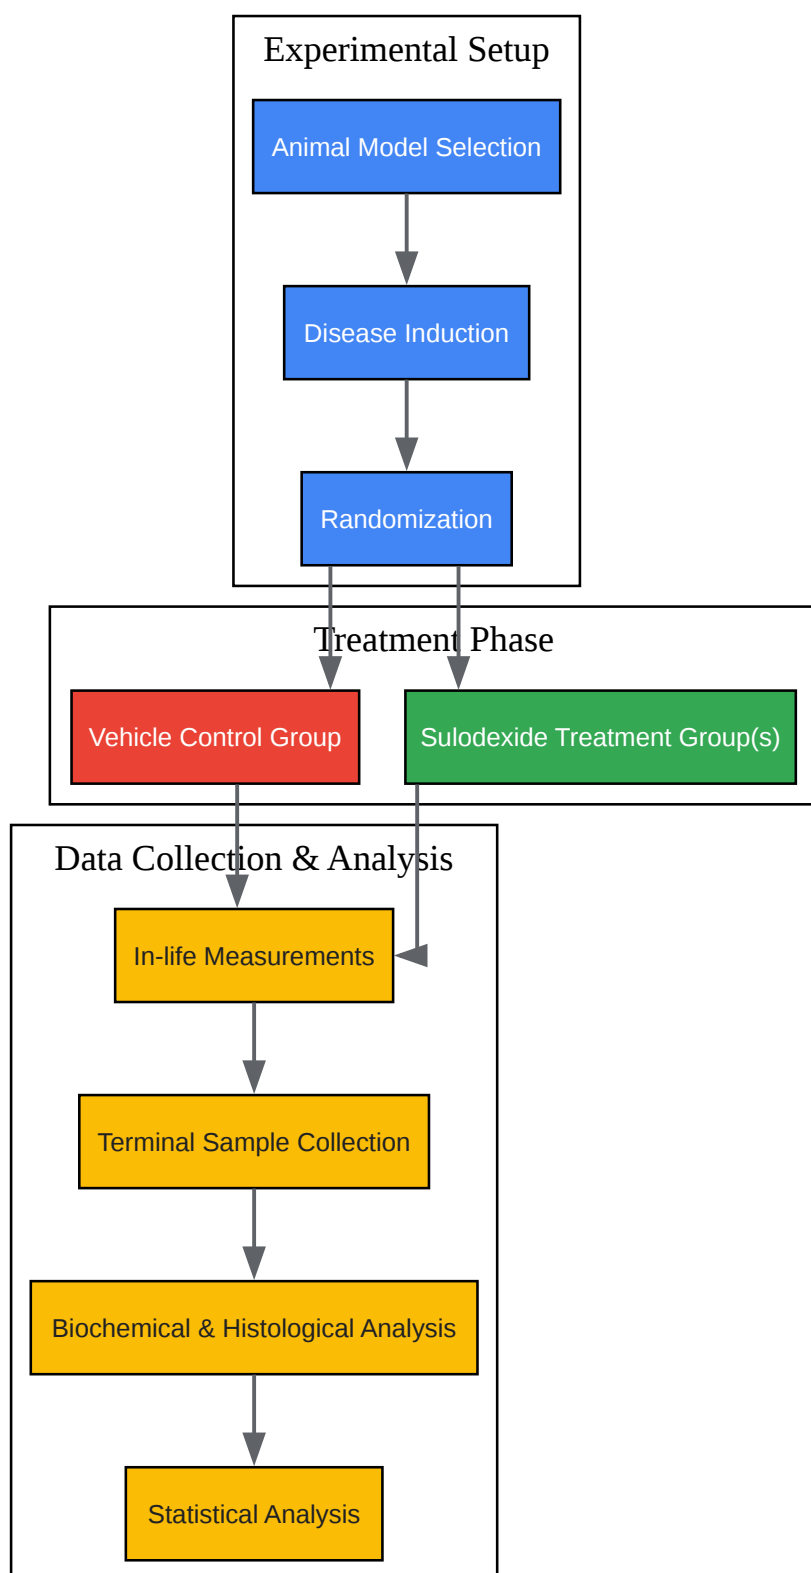 Experimental Setup
Animal Model Selection
Disease Induction
Randomization
Treatment Phase
Vehicle Control Group
Sulodexide Treatment Group(s)
Data Collection & Analysis
In-life Measurements
Terminal Sample Collection
Biochemical & Histological Analysis
Statistical Analysis